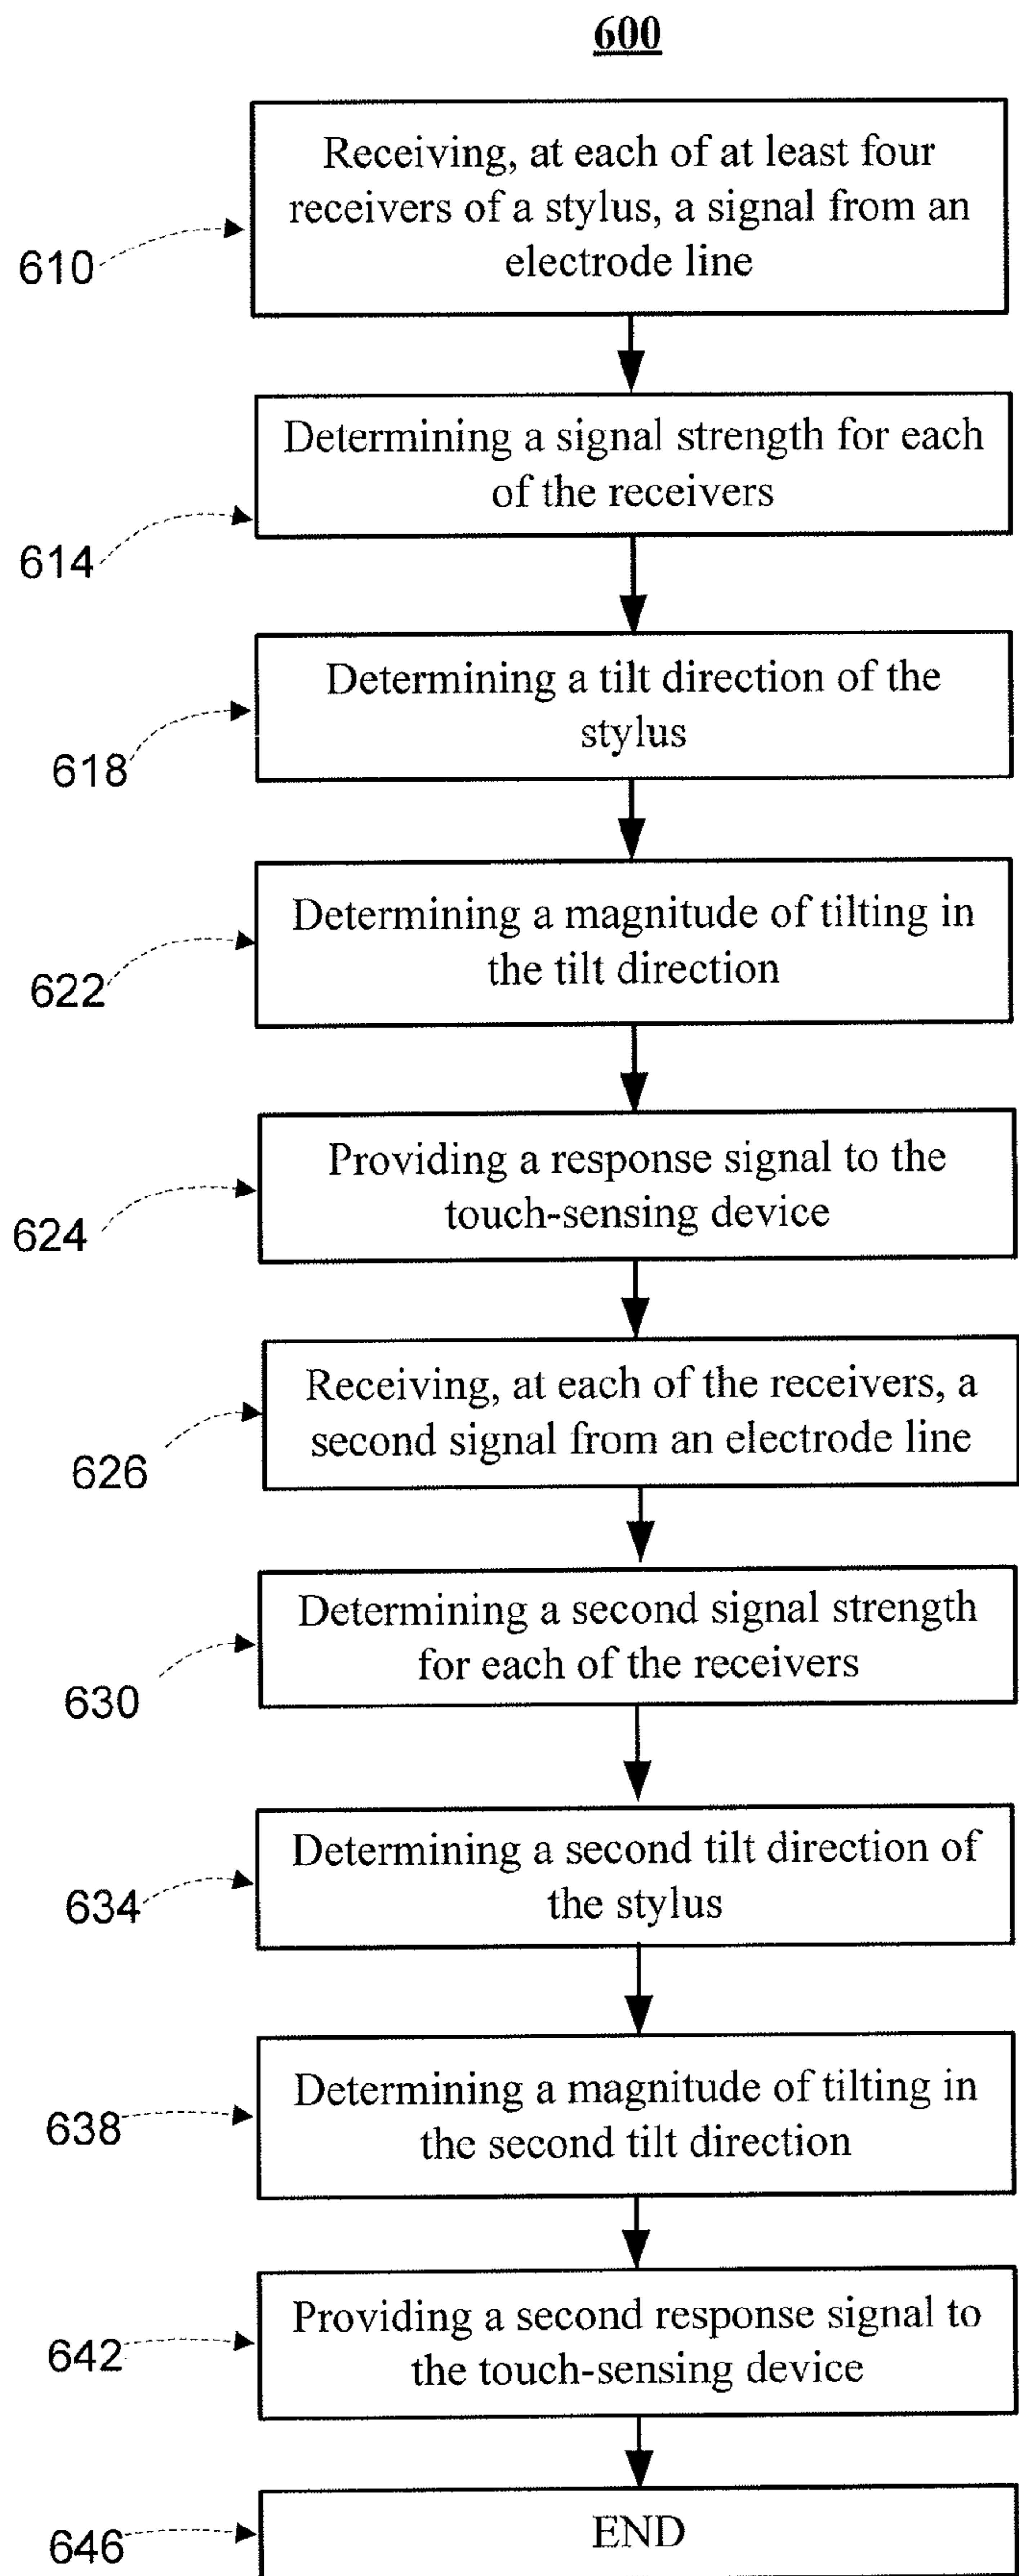 600
Receiving, at each of at least four
receivers of a stylus, a signal from an
electrode line
610
Determining a signal strength for each
of the receivers
614
Determining a tilt direction of the
stylus
618
Determining a magnitude of tilting in
the tilt direction
622
Providing a response signal to the
touch-sensing device
624
Receiving, at each of the receivers, a
second signal from an electrode line
626
Determining a second signal strength
for each of the receivers
630
Determining a second tilt direction of
the stylus
634
Determining a magnitude of tilting in
the second tilt direction
638
Providing a second response signal to
the touch-sensing device
642
END
646